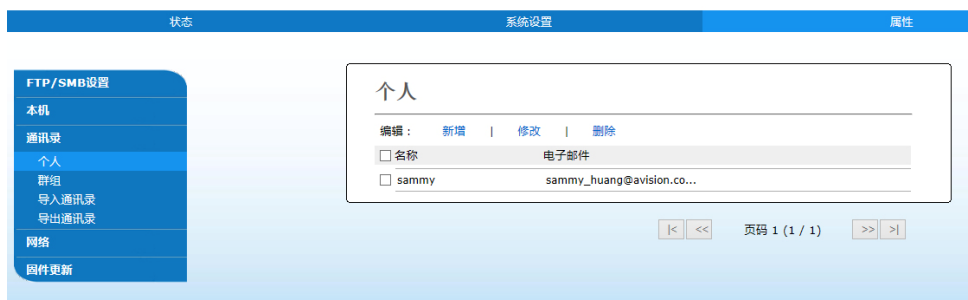 状态 系统设置 属性
FTP/SMB设置
本机
通讯录
个人
群组
导入通讯录
导出通讯录
网络
固件更新
个人
编辑： 新增 | 修改 | 删除
名称 电子邮件
sammy sammy_huang@avision.co...
|< << 页码 1 (1 / 1) >> >|